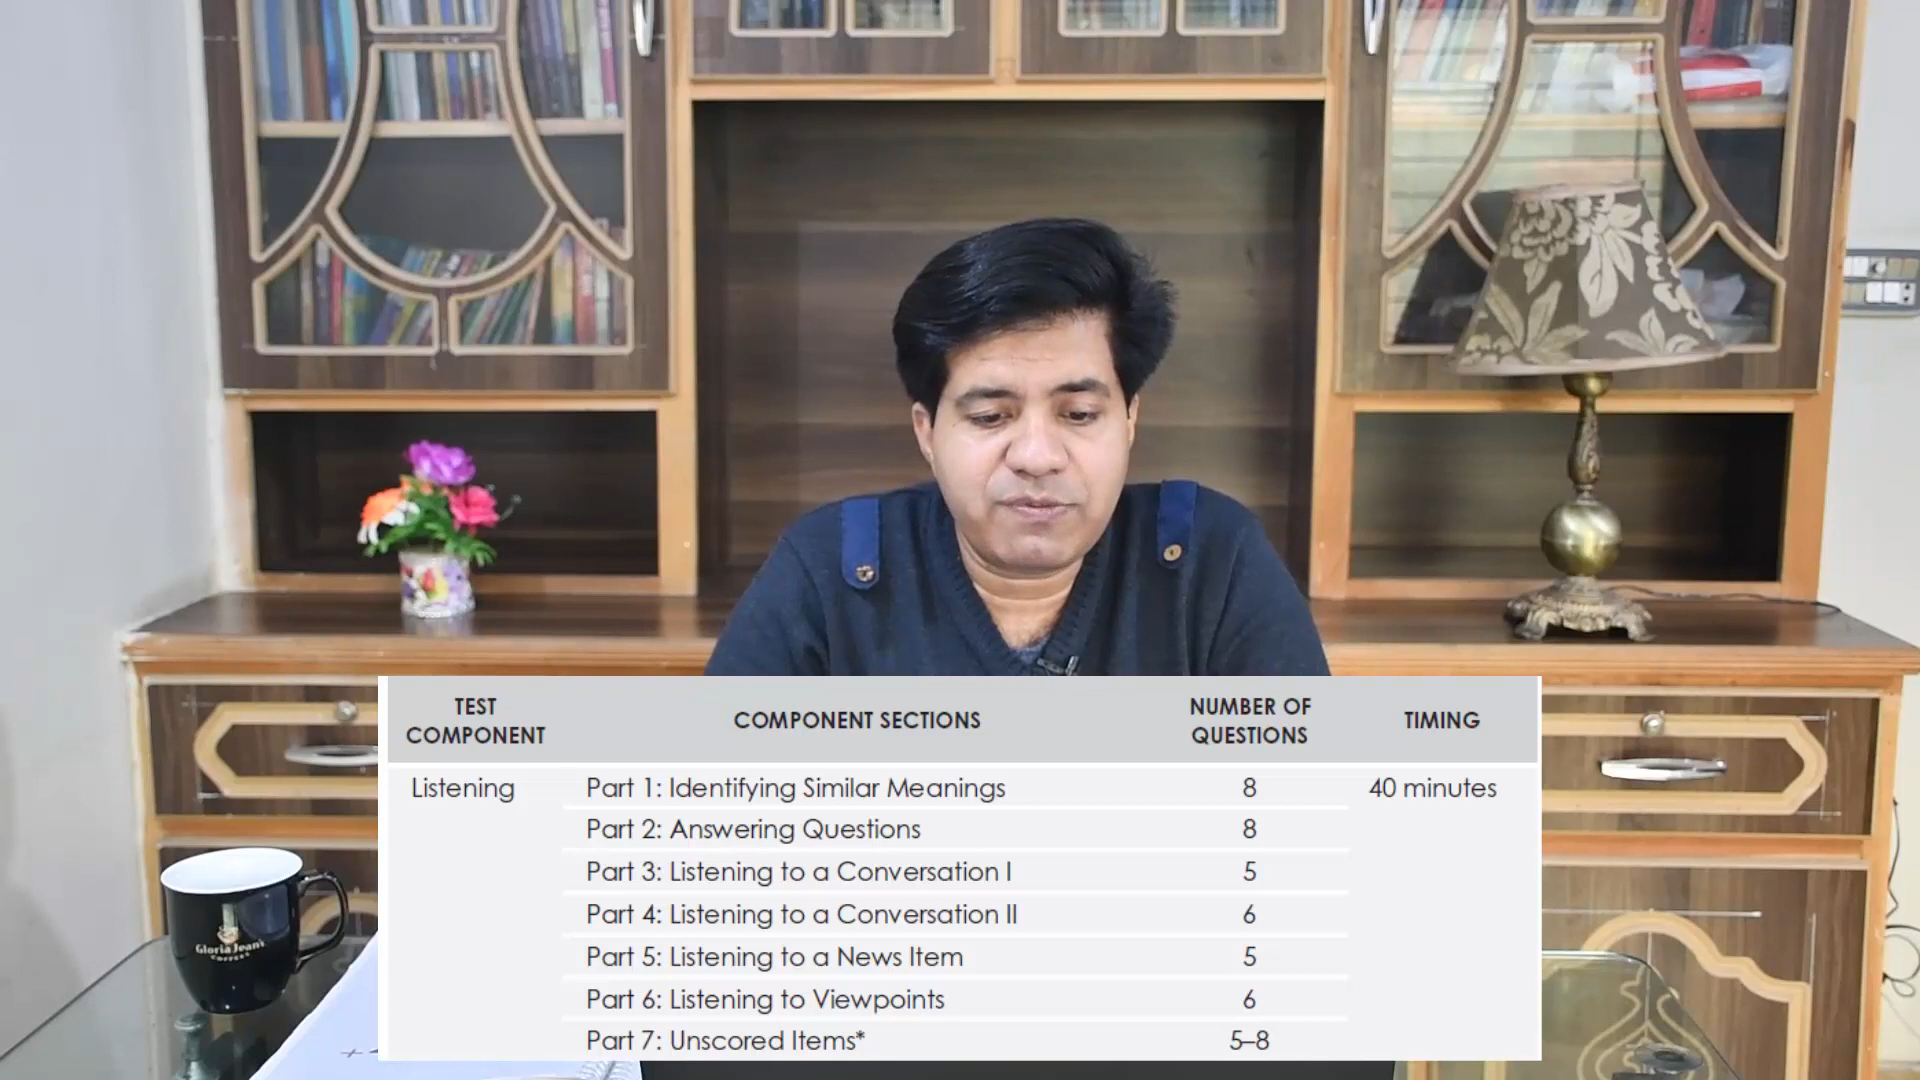 TEST COMPONENT
COMPONENT SECTIONS
NUMBER OF QUESTIONS
TIMING
Listening
Part 1: Identifying Similar Meanings 8 40 minutes
Part 2: Answering Questions 8
Part 3: Listening to a Conversation I 5
Part 4: Listening to a Conversation II 6
Part 5: Listening to a News Item 5
Part 6: Listening to Viewpoints 6
Part 7: Unscored Items* 5–8
Gloria Jean's
COFFEES